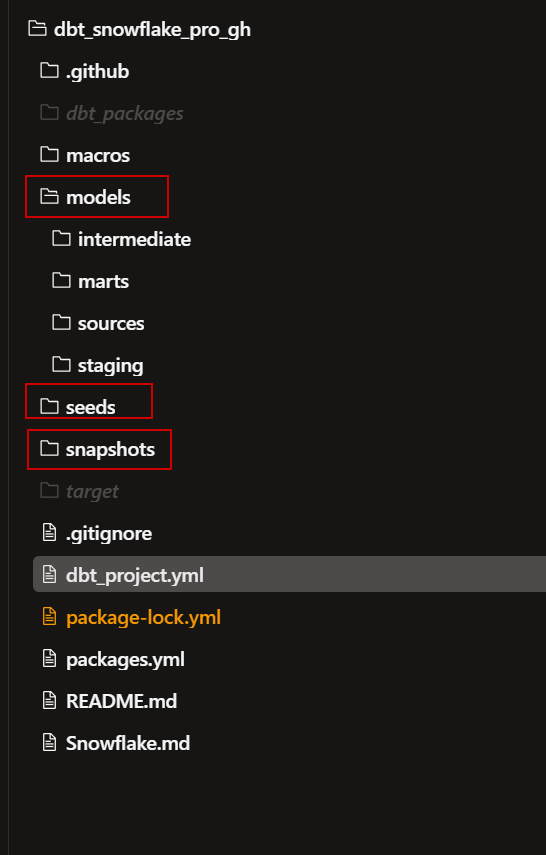 dbt_snowflake_pro_gh
.github
dbt_packages
macros
models
intermediate
marts
sources
staging
seeds
snapshots
target
.gitignore
dbt_project.yml
package-lock.yml
packages.yml
README.md
Snowflake.md